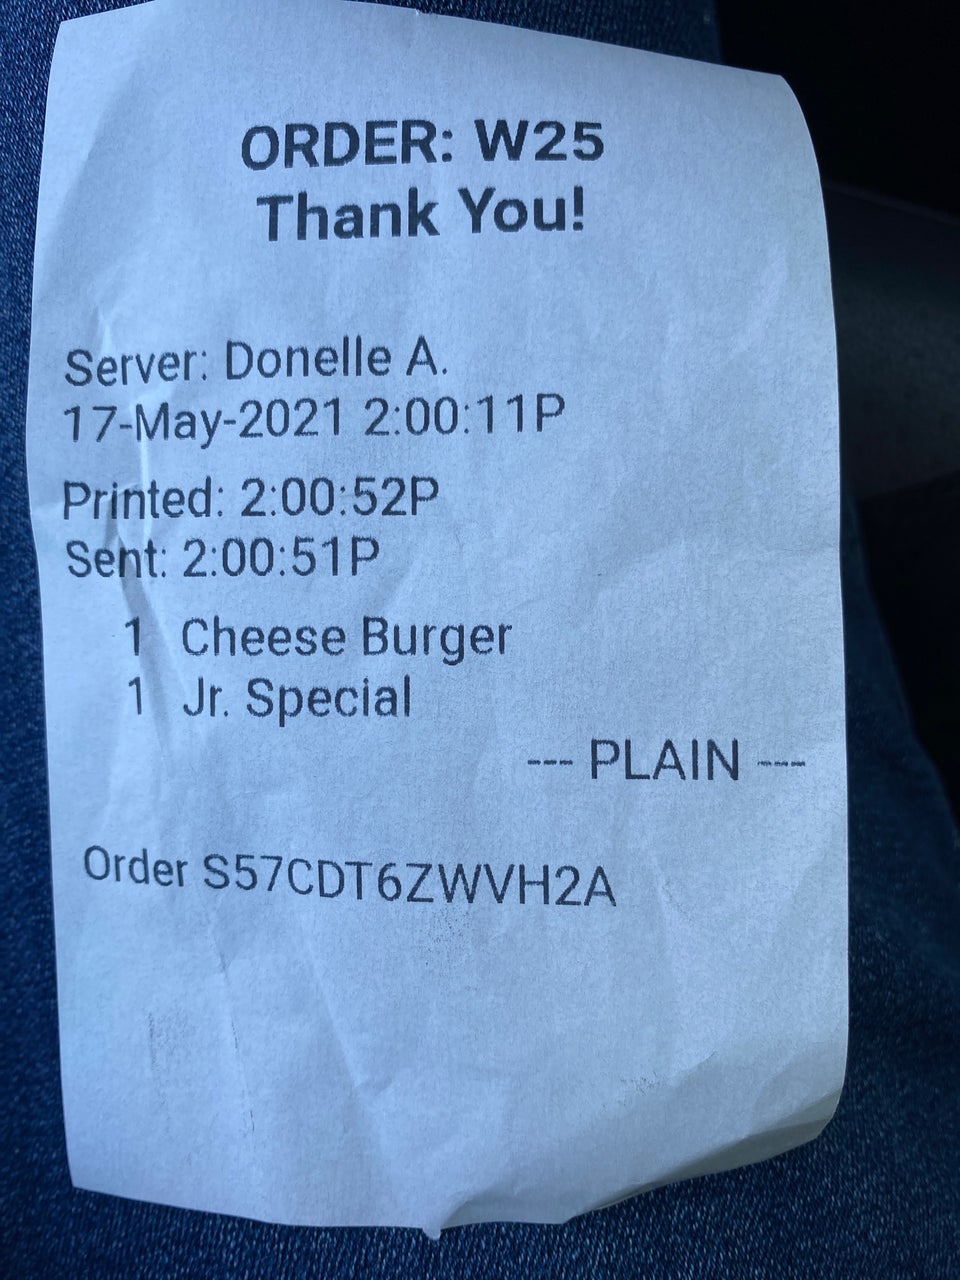 ORDER: W25
Thank You!
Server: Donelle A.
17-May-2021 2:00:11P
Printed: 2:00:52P
Sent: 2:00:51P
1 Cheese Burger
1 Jr. Special
--- PLAIN ---
Order S57CDT6ZWVH2A